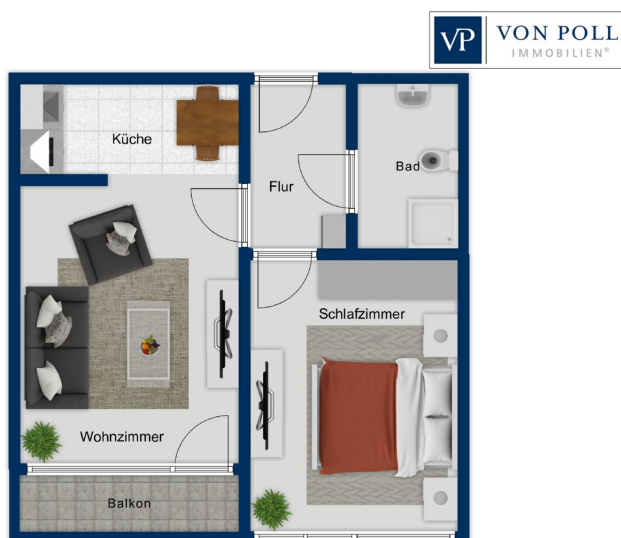 VP VON POLL
IMMOBILIEN®
Küche
Bad
Flur
Schlafzimmer
Wohnzimmer
Balkon